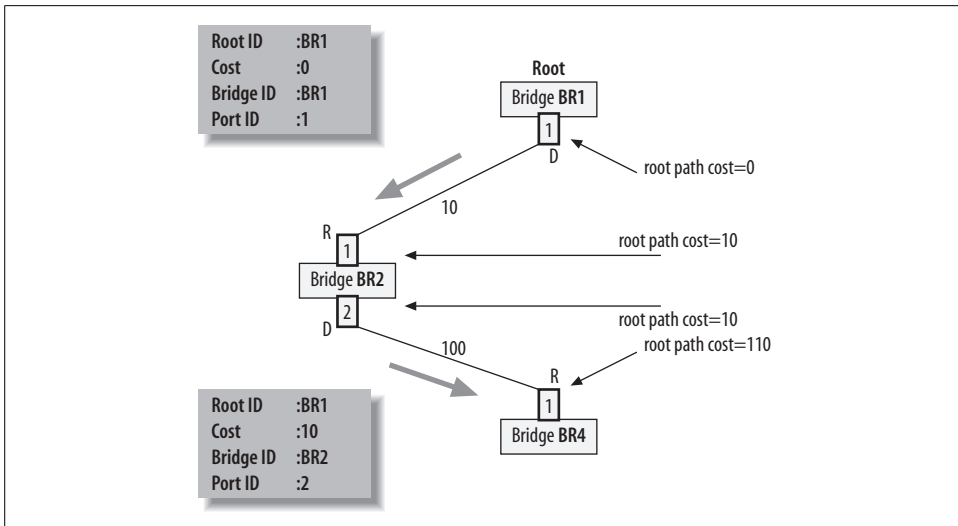 Root ID :BR1
Cost :0
Bridge ID :BR1
Port ID :1
Root
Bridge BR1
1
D
root path cost=0
10
R
1
root path cost=10
Bridge BR2
2
D
root path cost=10
100
root path cost=110
R
1
Bridge BR4
Root ID :BR1
Cost :10
Bridge ID :BR2
Port ID :2